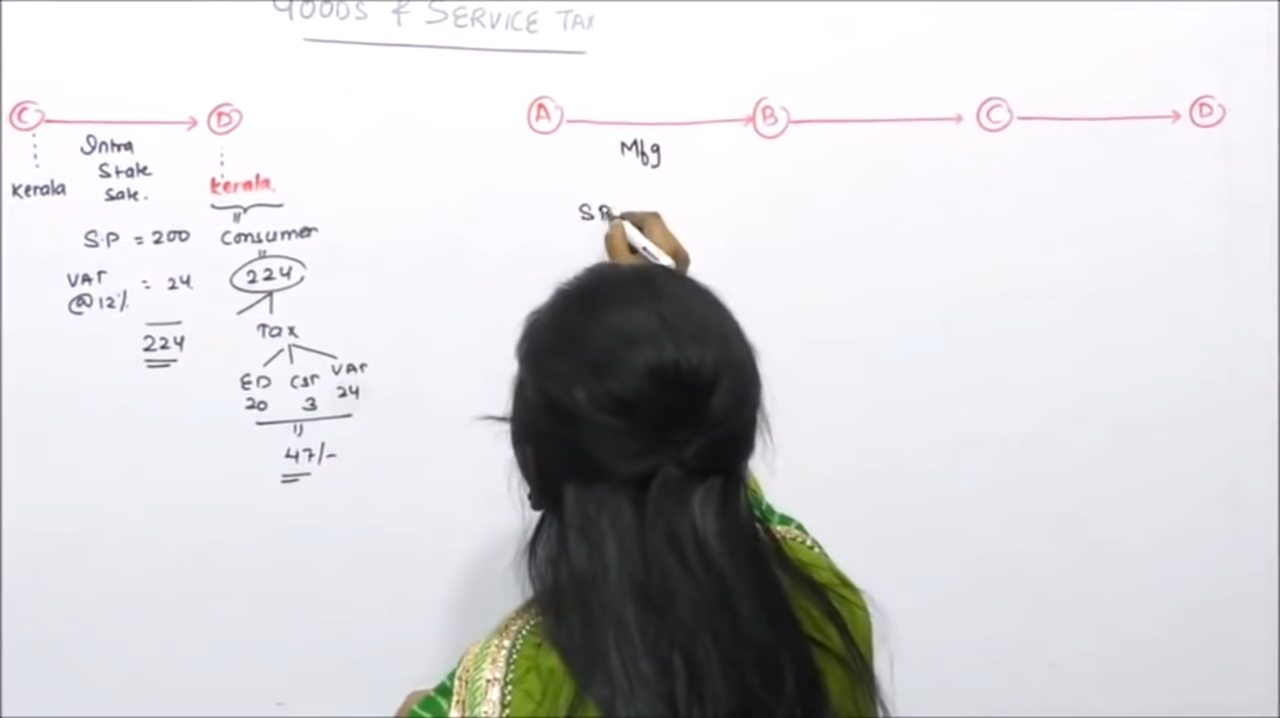 GOODS & SERVICE TAX
C D
Intra
State
Sale.
Kerala Kerala
S.P = 200
VAT
@12% = 24
224
Consumer
224
Tax
ED CST VAT
20 3 24
47/-
A B C D
Mfg
SP